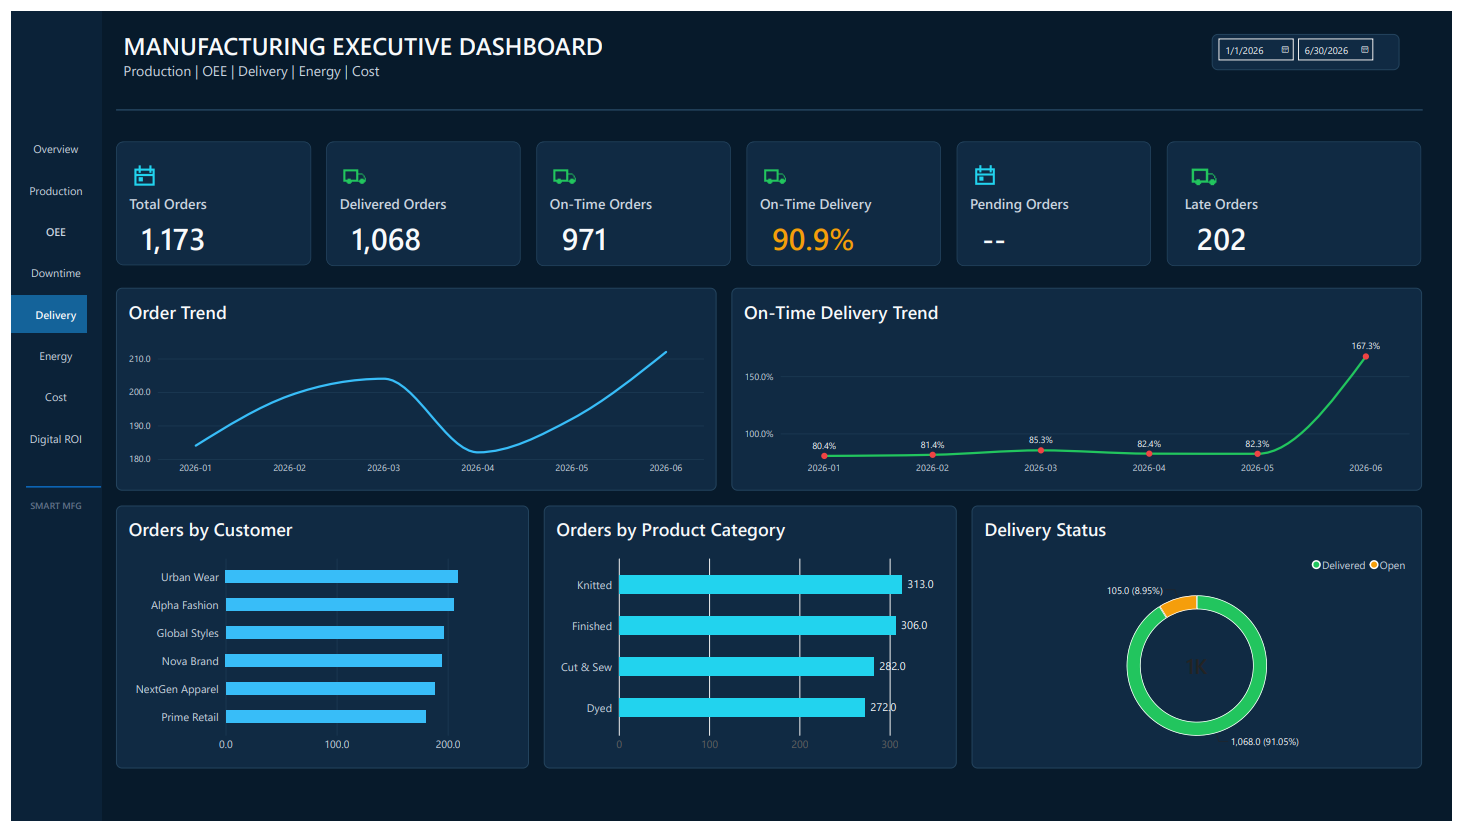 MANUFACTURING EXECUTIVE DASHBOARD
Production | OEE | Delivery | Energy | Cost
1/1/2026 6/30/2026
Overview
Production
OEE
Downtime
Delivery
Energy
Cost
Digital ROI
SMART MFG
Total Orders
1,173
Delivered Orders
1,068
On-Time Orders
971
On-Time Delivery
90.9%
Pending Orders
--
Late Orders
202
Order Trend
210.0
200.0
190.0
180.0
2026-01 2026-02 2026-03 2026-04 2026-05 2026-06
On-Time Delivery Trend
150.0%
100.0%
80.4% 81.4% 85.3% 82.4% 82.3% 167.3%
2026-01 2026-02 2026-03 2026-04 2026-05 2026-06
Orders by Customer
Urban Wear
Alpha Fashion
Global Styles
Nova Brand
NextGen Apparel
Prime Retail
0.0 100.0 200.0
Orders by Product Category
Knitted 313.0
Finished 306.0
Cut & Sew 282.0
Dyed 272.0
0 100 200 300
Delivery Status
Delivered Open
105.0 (8.95%)
1K
1,068.0 (91.05%)